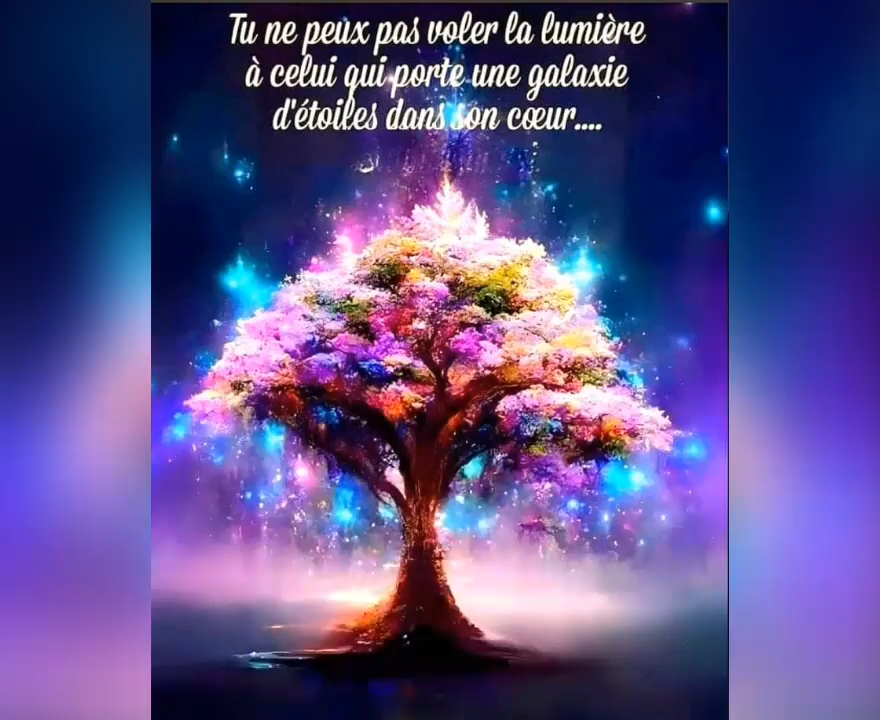 Tu ne peux pas voler la lumière
à celui qui porte une galaxie
d'étoiles dans son cœur....